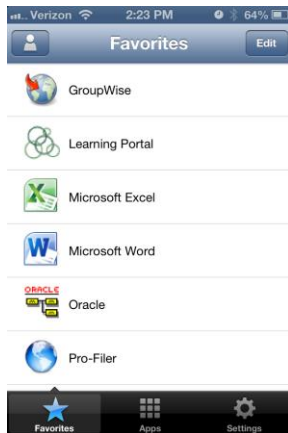 Verizon 2:23 PM 64%
Favorites Edit
GroupWise
Learning Portal
Microsoft Excel
Microsoft Word
ORACLE
Oracle
Pro-Filer
Favorites Apps Settings